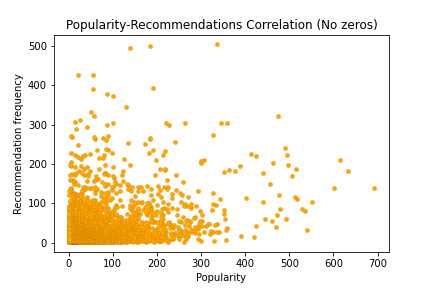 Popularity-Recommendations Correlation (No zeros)
500
400
300
200
100
0
Recommendation frequency
0 100 200 300 400 500 600 700
Popularity